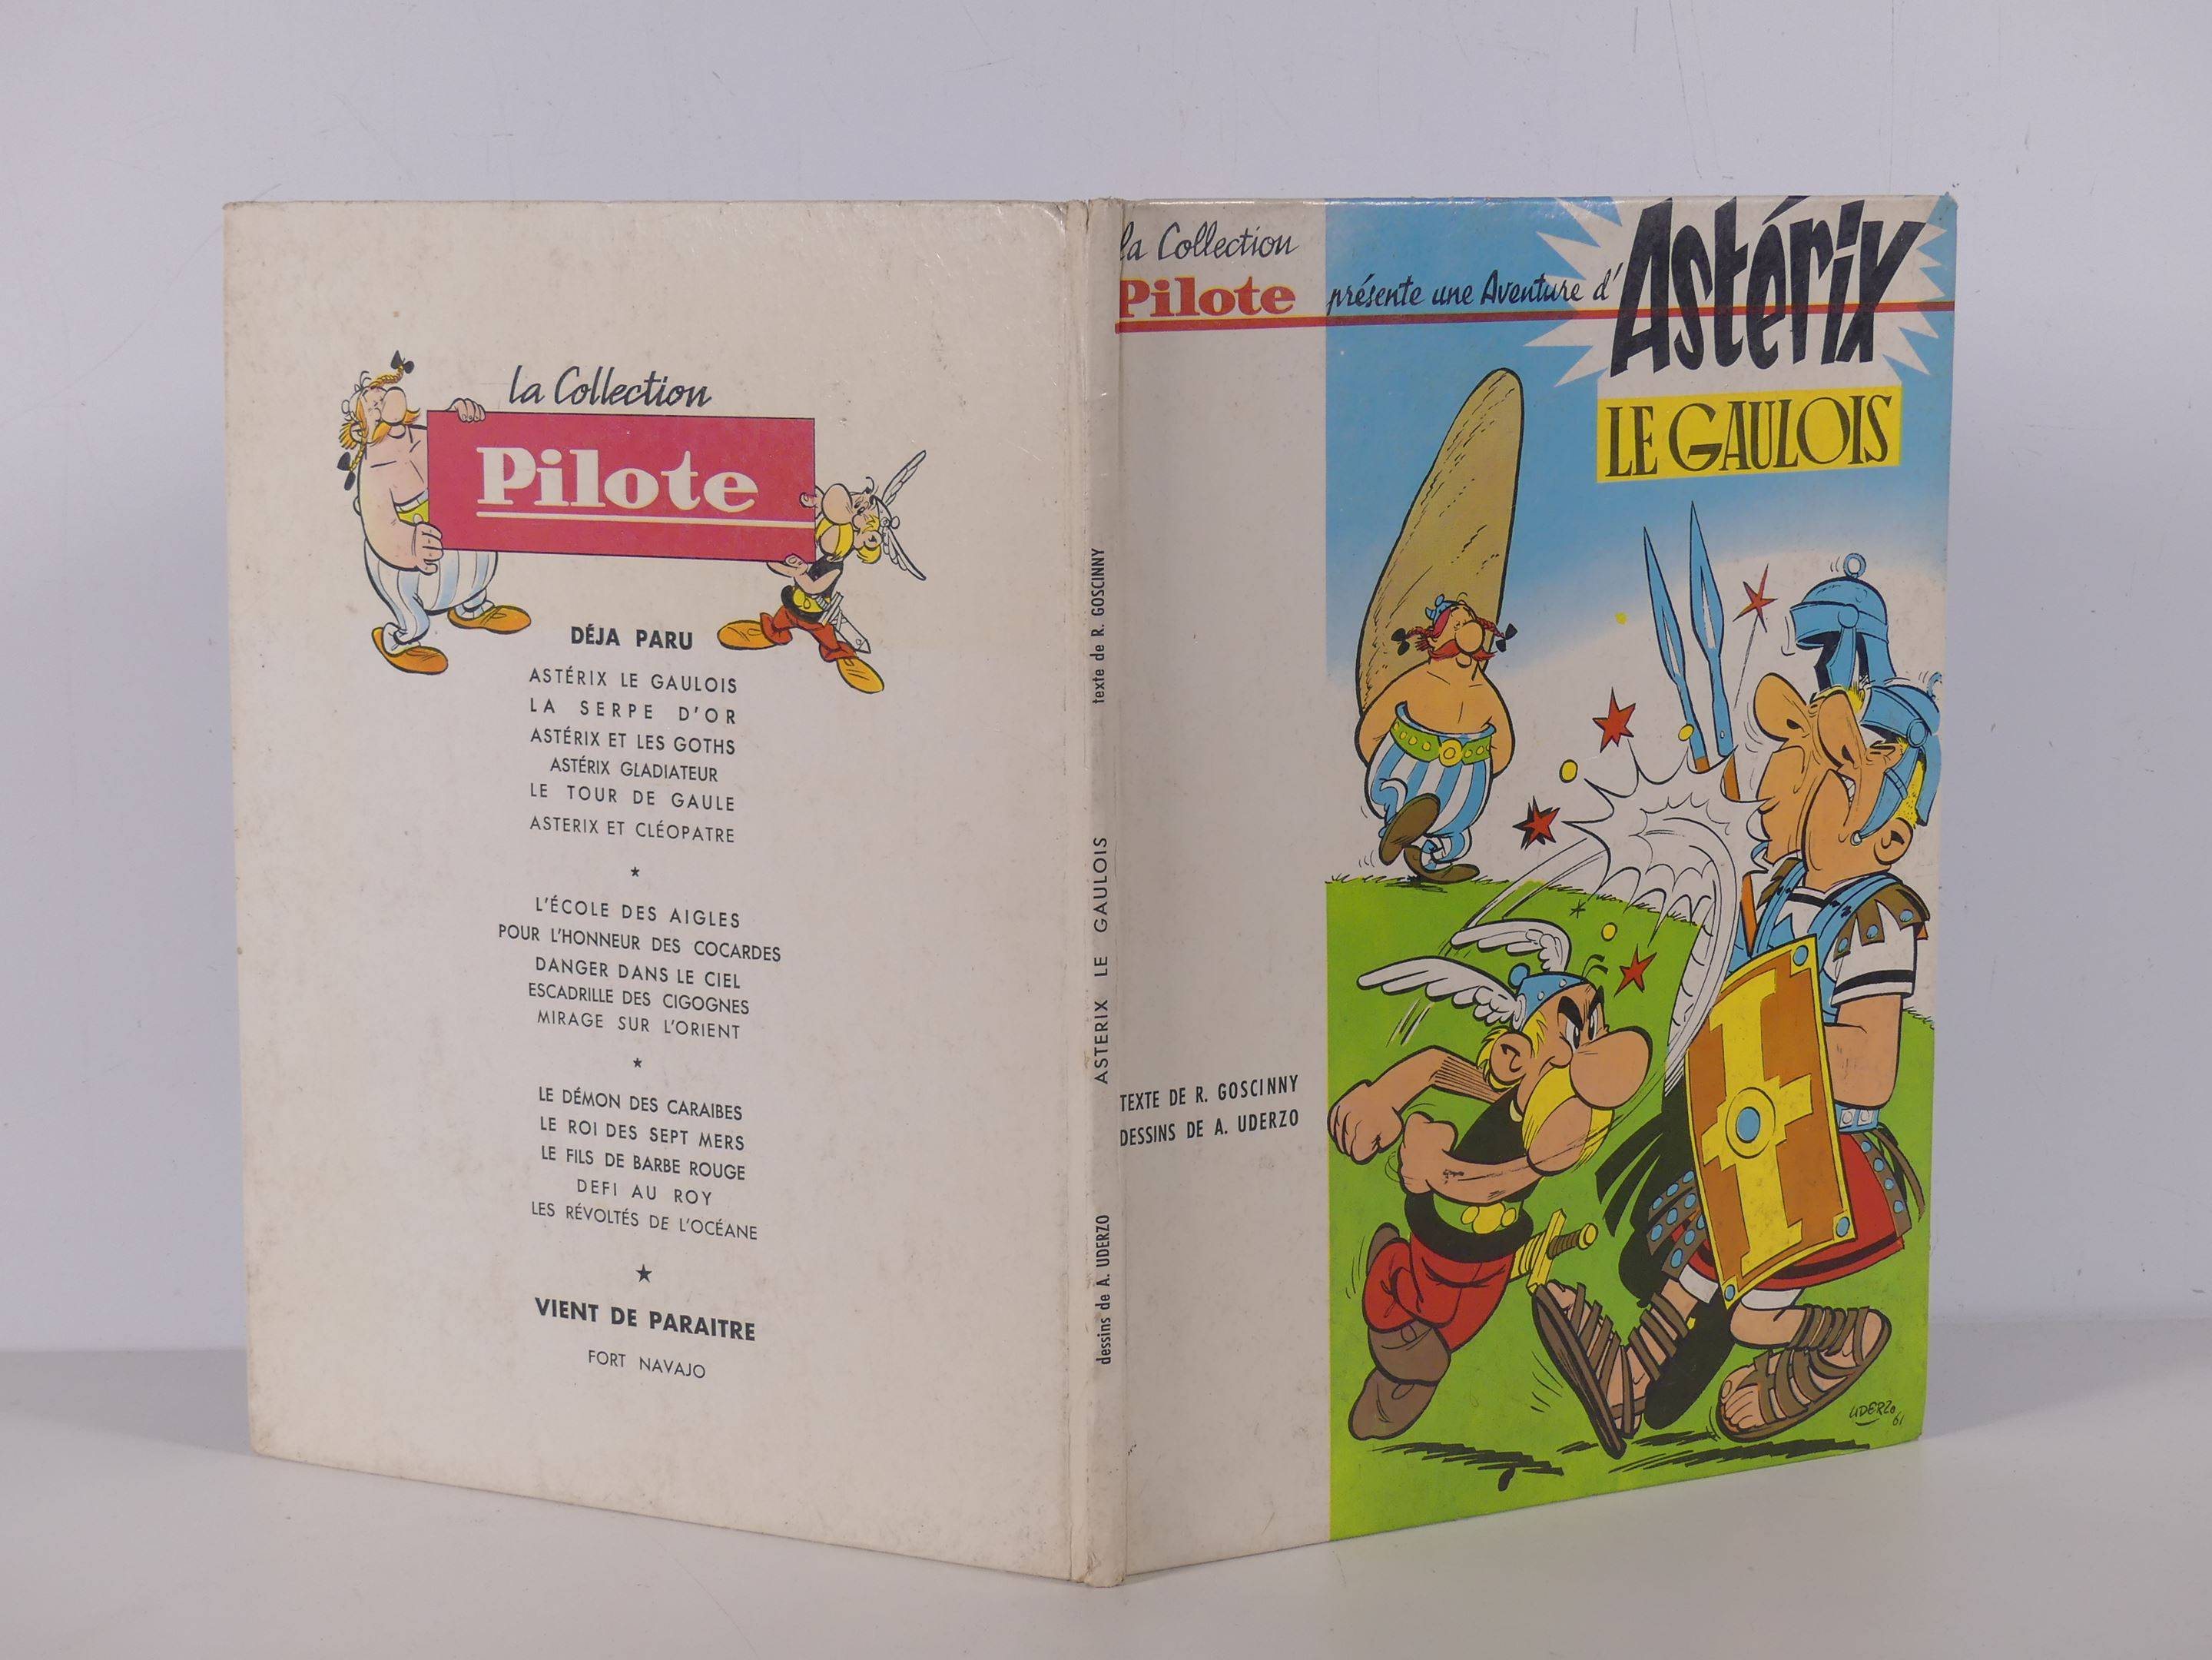 la Collection
Pilote
DÉJA PARU
ASTÉRIX LE GAULOIS
LA SERPE D'OR
ASTÉRIX ET LES GOTHS
ASTÉRIX GLADIATEUR
LE TOUR DE GAULE
ASTERIX ET CLÉOPATRE
L'ÉCOLE DES AIGLES
POUR L'HONNEUR DES COCARDES
DANGER DANS LE CIEL
ESCADRILLE DES CIGOGNES
MIRAGE SUR L'ORIENT
LE DÉMON DES CARAIBES
LE ROI DES SEPT MERS
LE FILS DE BARBE ROUGE
DEFI AU ROY
LES RÉVOLTÉS DE L'OCÉANE
VIENT DE PARAITRE
FORT NAVAJO
dessins de A. UDERZO
ASTERIX LE GAULOIS
texte de R. GOSCINNY
la Collection
Pilote
présente une Aventure d'
Astérix
LE GAULOIS
TEXTE DE R. GOSCINNY
DESSINS DE A. UDERZO
UDERZO 61